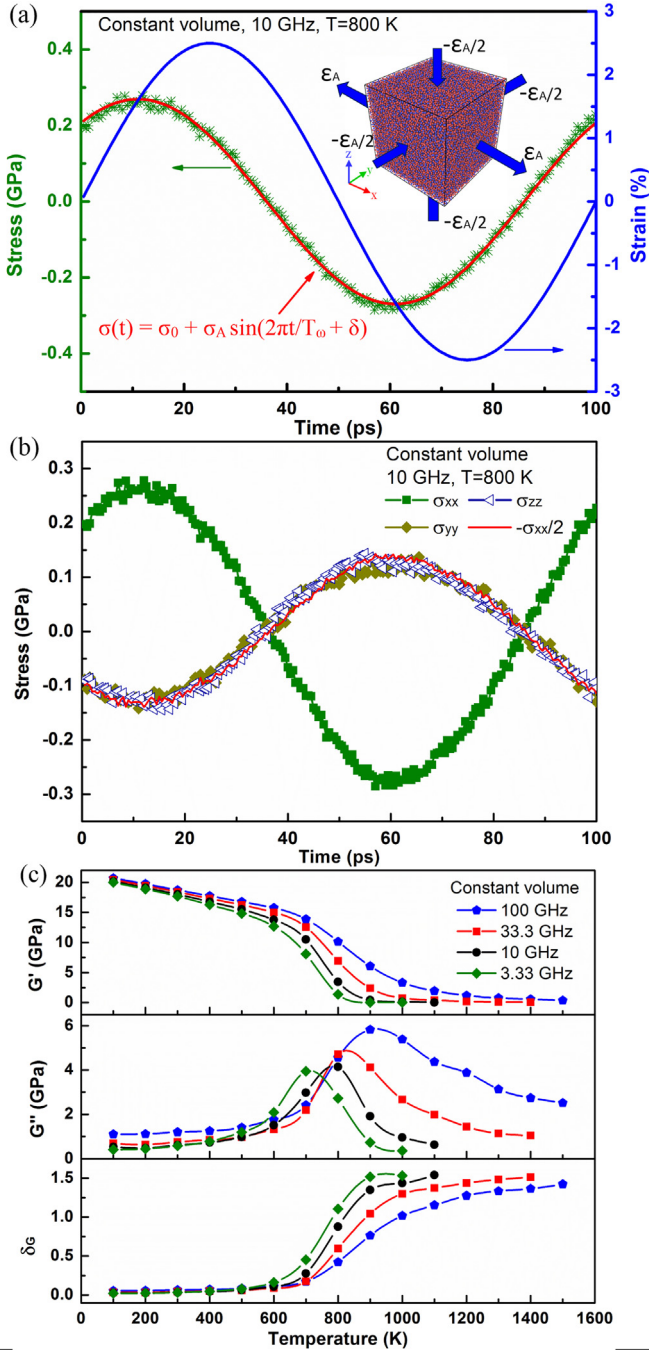 (a)
Constant volume, 10 GHz, T=800 K
-εA/2
εA
-εA/2
-εA/2
εA
-εA/2
z
y
x
σ(t) = σ0 + σA sin(2πt/Tω + δ)
Stress (GPa)
0.4
0.2
0.0
-0.2
-0.4
Strain (%)
3
2
1
0
-1
-2
-3
0 20 40 60 80 100
Time (ps)
(b)
Constant volume
10 GHz, T=800 K
σxx σzz
σyy -σxx/2
Stress (GPa)
0.3
0.2
0.1
0.0
-0.1
-0.2
-0.3
0 20 40 60 80 100
Time (ps)
(c)
Constant volume
100 GHz
33.3 GHz
10 GHz
3.33 GHz
G' (GPa)
20
15
10
5
0
G'' (GPa)
6
4
2
0
δG
1.5
1.0
0.5
0.0
0 100 200 300 400 500 600 700 800 900 1000 1200 1400 1600
Temperature (K)